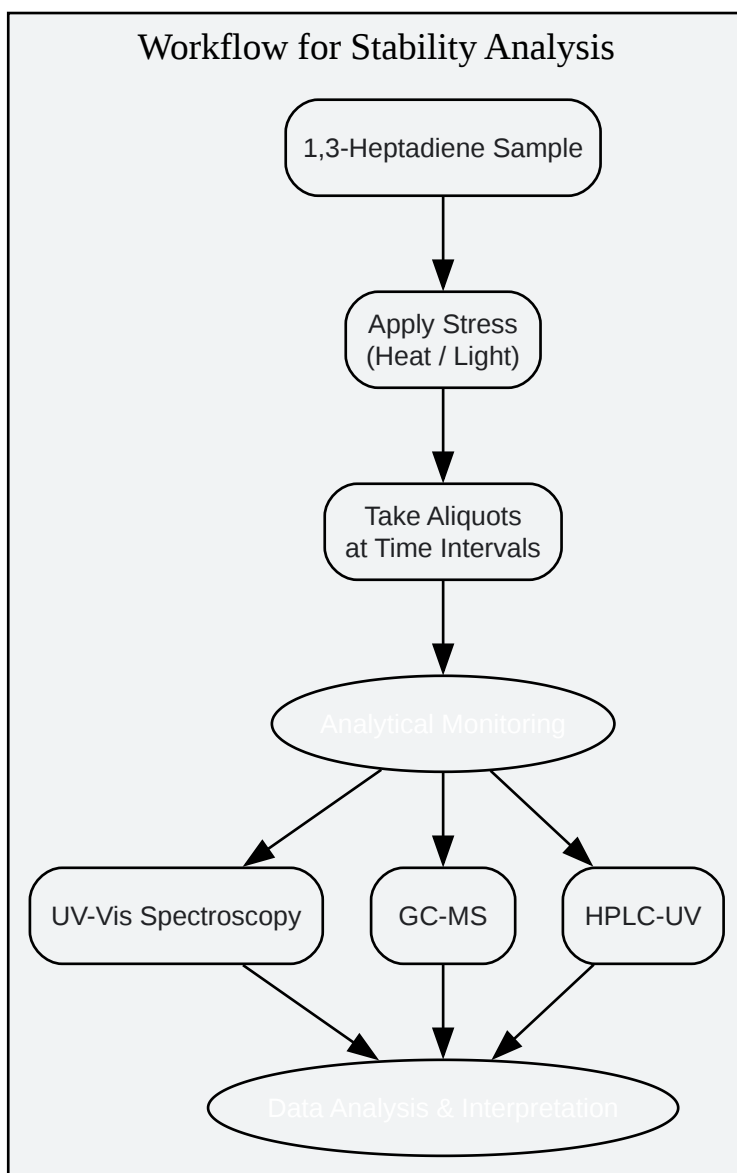 Workflow for Stability Analysis
1,3-Heptadiene Sample
Apply Stress
(Heat / Light)
Take Aliquots
at Time Intervals
Analytical Monitoring
UV-Vis Spectroscopy
GC-MS
HPLC-UV
Data Analysis & Interpretation